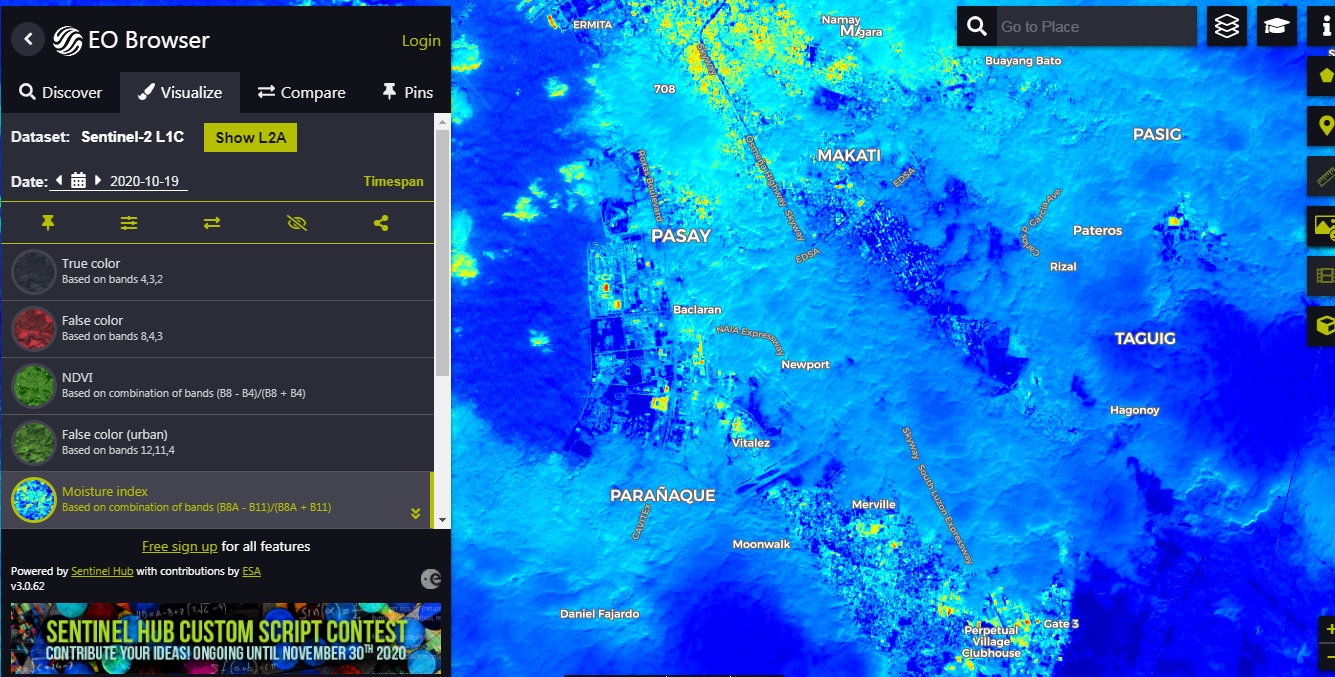 EO Browser
Login
Discover
Visualize
Compare
Pins
Dataset: Sentinel-2 L1C
Show L2A
Date: 2020-10-19
Timespan
True color
Based on bands 4,3,2
False color
Based on bands 8,4,3
NDVI
Based on combination of bands (B8 - B4)/(B8 + B4)
False color (urban)
Based on bands 12,11,4
Moisture index
Based on combination of bands (B8A - B11)/(B8A + B11)
Free sign up for all features
Powered by Sentinel Hub with contributions by ESA
v3.0.62
SENTINEL HUB CUSTOM SCRIPT CONTEST
CONTRIBUTE YOUR IDEAS! ONGOING UNTIL NOVEMBER 30TH 2020
Go to Place
ERMITA
Namay
Skyway
Buayang Bato
708
PASIG
MAKATI
Osmeña Highway
Skyway
EDSA
Roxas Boulevard
Carlos P. Garcia Ave
PASAY
Pateros
EDSA
Rizal
Baclaran
NAIA Expressway
TAGUIG
Newport
Hagonoy
Vitalez
Skyway
South Luzon Expressway
PARAÑAQUE
Merville
CAVITEX
Moonwalk
Daniel Fajardo
Gate 3
Perpetual
Village
Clubhouse